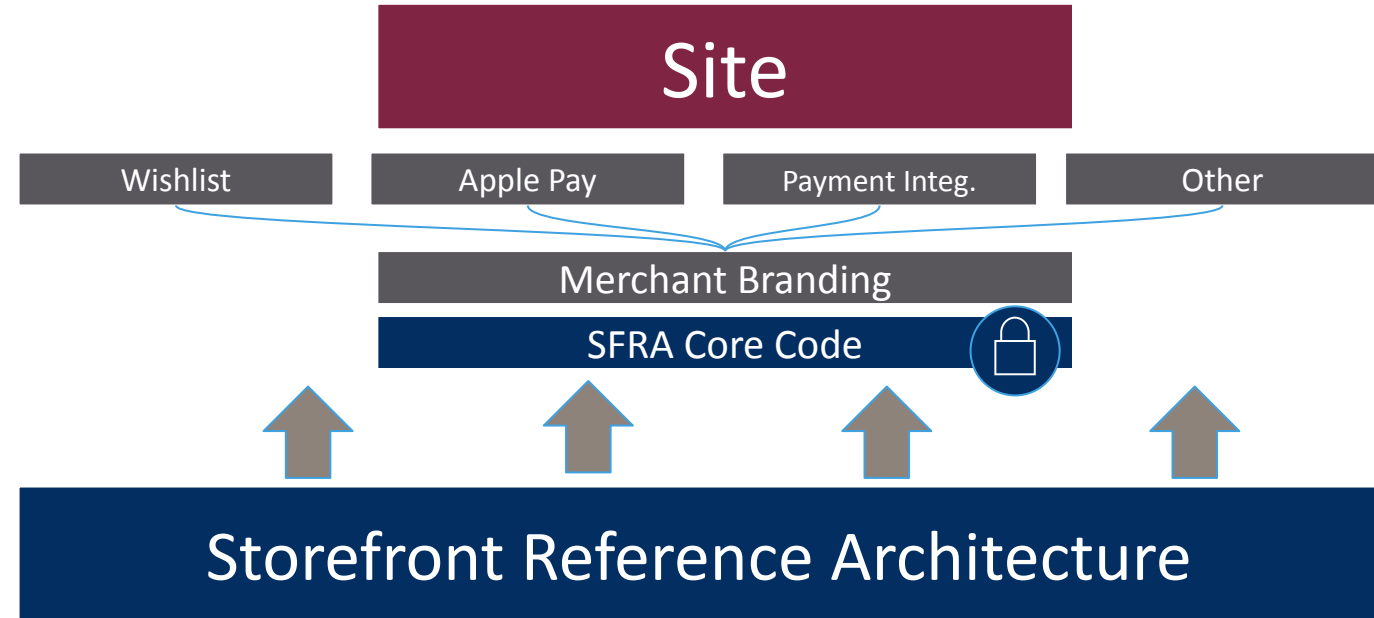 Site
Wishlist
Apple Pay
Payment Integ.
Other
Merchant Branding
SFRA Core Code
Storefront Reference Architecture